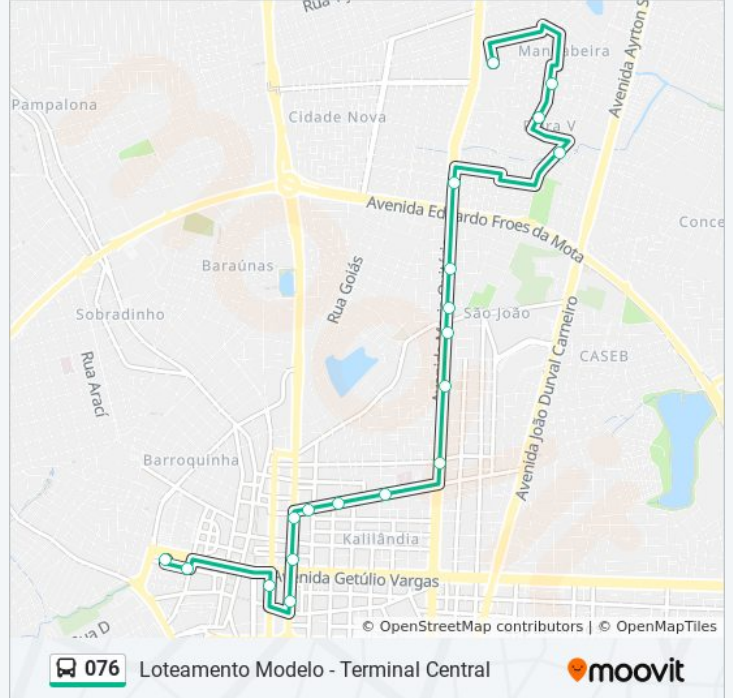 Mangabeira
Pampalona
Cidade Nova
Avenida Ayrton S
Avenida Eduardo Froes da Mota
Conce
Baraúnas
Rua Goiás
Sobradinho
São João
CASEB
Rua Arací
Avenida João Durval Carneiro
Barroquinha
Kalilândia
Avenida Getúlio Vargas
Rua D
© OpenStreetMap contributors | © OpenMapTiles
076 Loteamento Modelo - Terminal Central
moovit